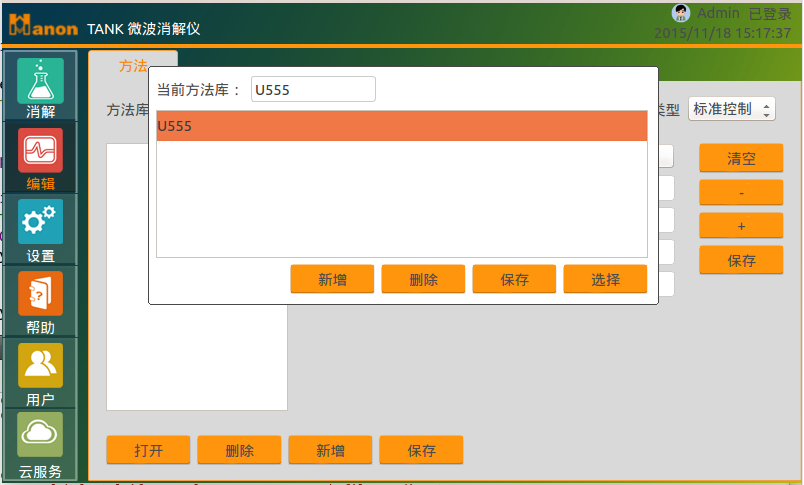 Manon TANK 微波消解仪
Admin 已登录
2015/11/18 15:17:37
消解
编辑
设置
帮助
用户
云服务
方法
方法库
类型 标准控制
当前方法库： U555
U555
新增 删除 保存 选择
清空
-
+
保存
打开 删除 新增 保存